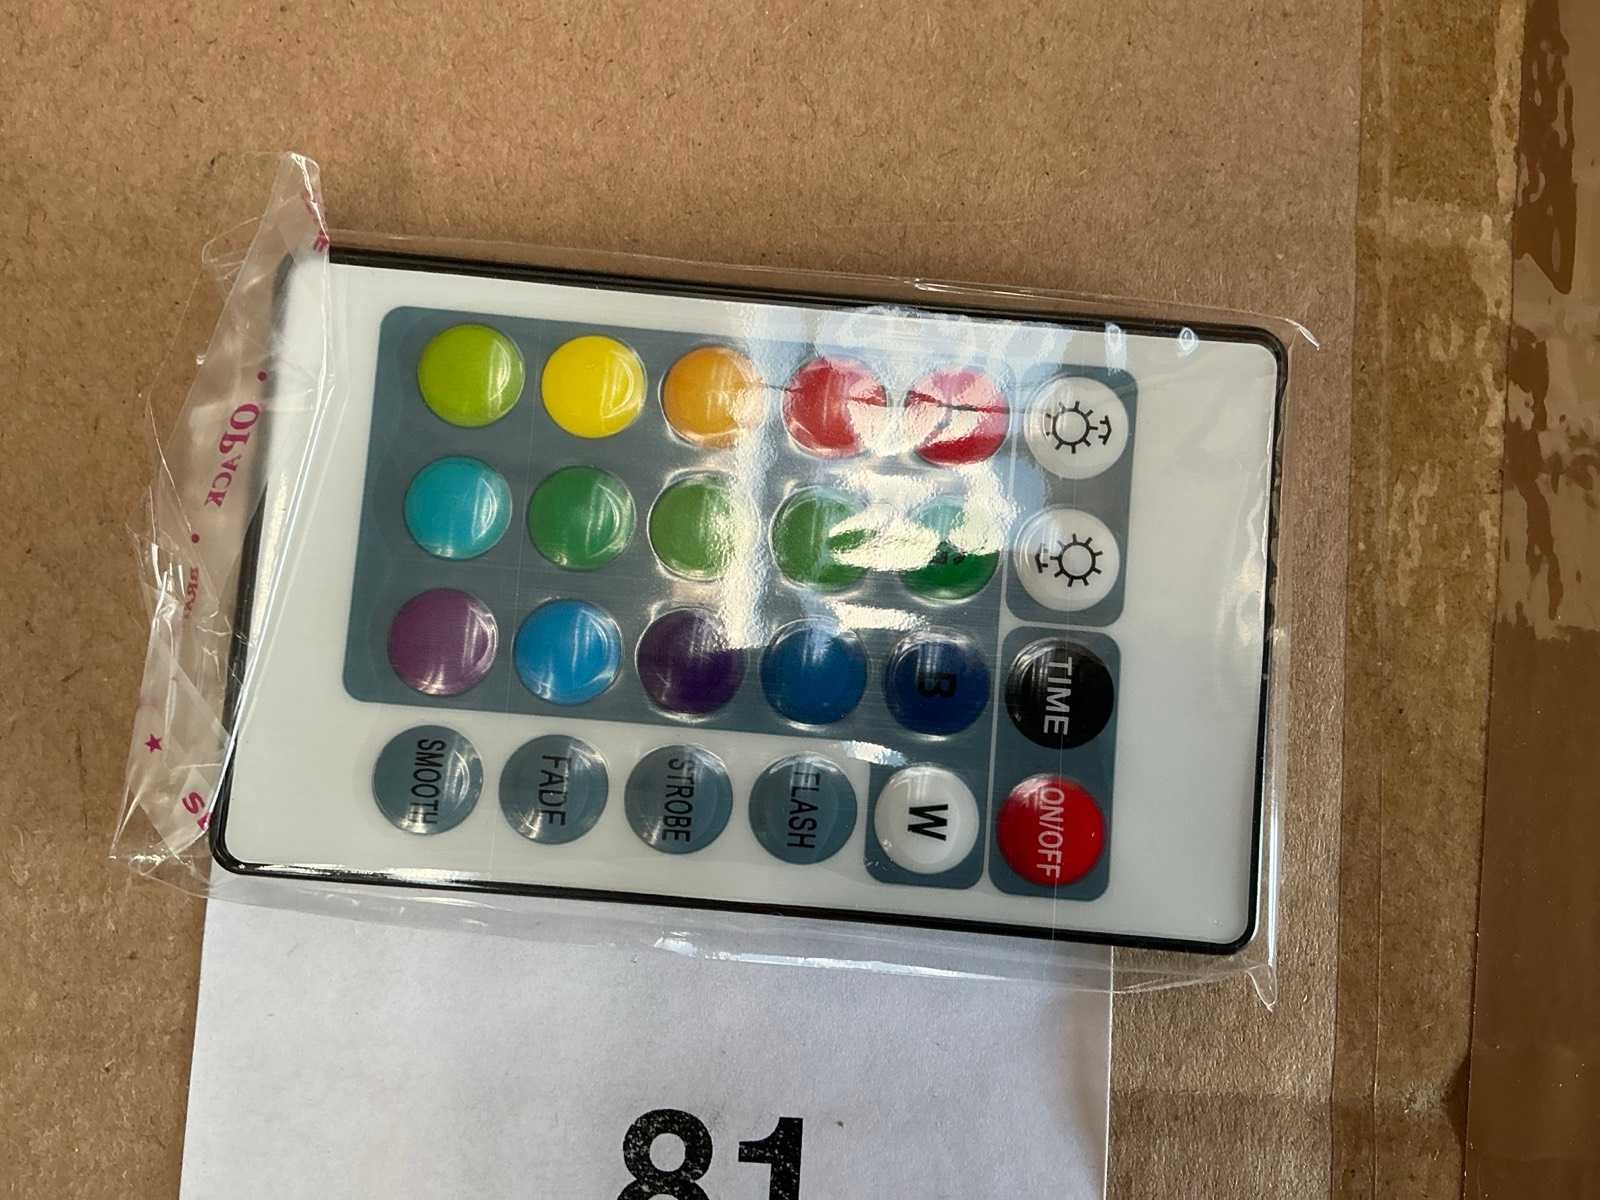 TIME
ON/OFF
B
W
FLASH
STROBE
FADE
SMOOTH
OPACK
81